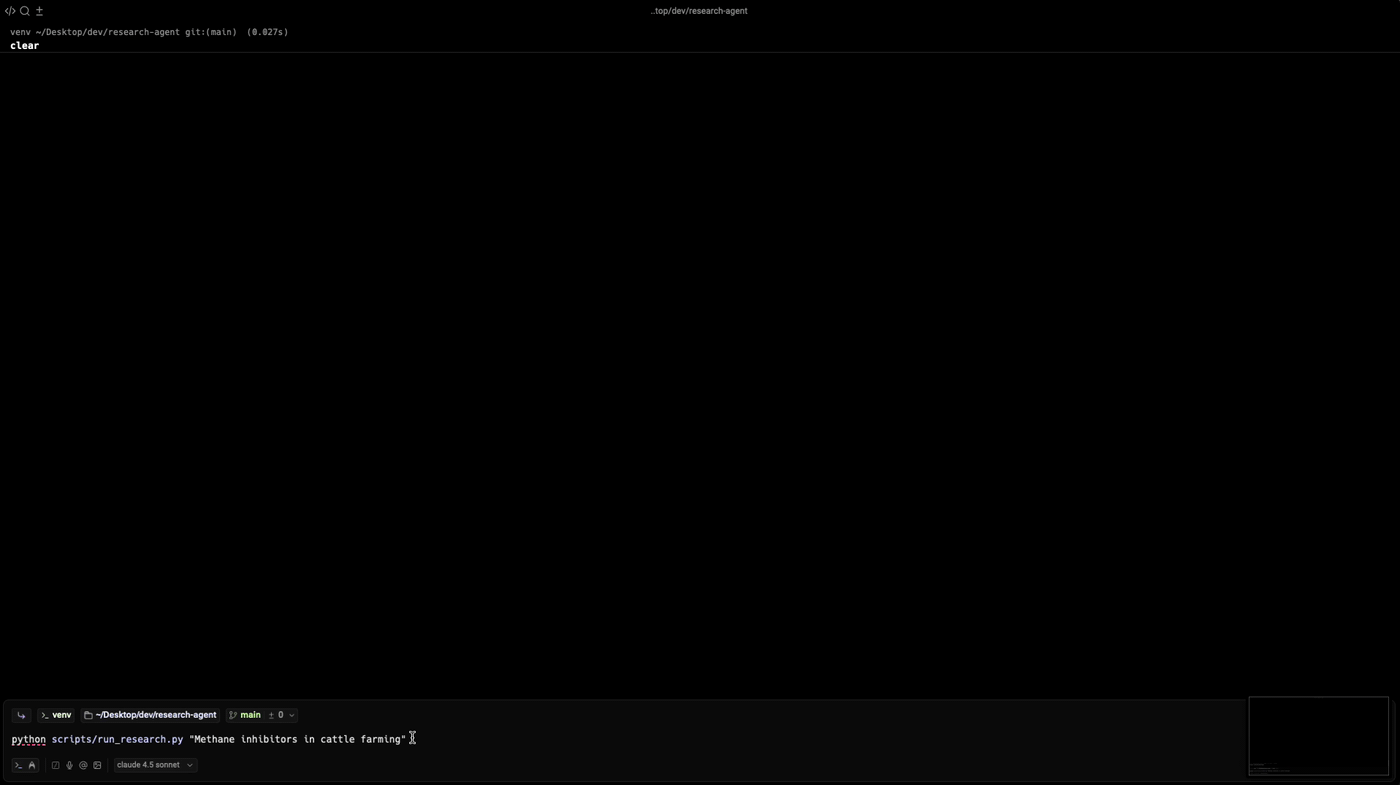 ..top/dev/research-agent
venv ~/Desktop/dev/research-agent git:(main) (0.027s)
clear
venv ~/Desktop/dev/research-agent main ± 0
python scripts/run_research.py “Methane inhibitors in cattle farming”
claude 4.5 sonnet